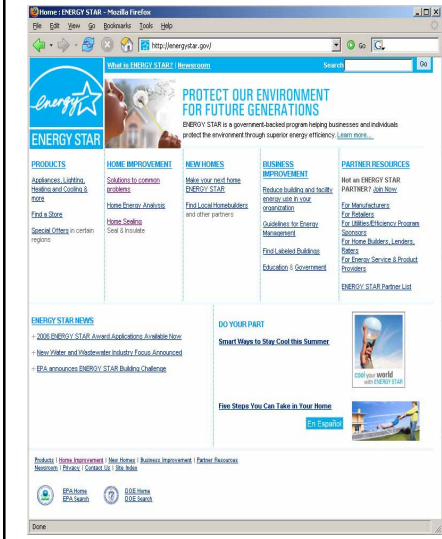 Home : ENERGY STAR - Mozilla Firefox
File Edit View Go Bookmarks Tools Help
http://energystar.gov/
Go
What is ENERGY STAR? | Newsroom
Search
Go
energy
ENERGY STAR
PROTECT OUR ENVIRONMENT
FOR FUTURE GENERATIONS
ENERGY STAR is a government-backed program helping businesses and individuals
protect the environment through superior energy efficiency. Learn more...
PRODUCTS
Appliances, Lighting,
Heating and Cooling &
more
Find a Store
Special Offers in certain
regions
HOME IMPROVEMENT
Solutions to common
problems
Home Energy Analysis
Home Sealing
Seal & Insulate
NEW HOMES
Make your next home
ENERGY STAR
Find Local Homebuilders
and other partners
BUSINESS
IMPROVEMENT
Reduce building and facility
energy use in your
organization
Guidelines for Energy
Management
Find Labeled Buildings
Education & Government
PARTNER RESOURCES
Not an ENERGY STAR
PARTNER? Join Now
For Manufacturers
For Retailers
For Utilities/Efficiency Program
Sponsors
For Home Builders, Lenders,
Raters
For Energy Service & Product
Providers
ENERGY STAR Partner List
ENERGY STAR NEWS
+ 2006 ENERGY STAR Award Applications Available Now
+ New Water and Wastewater Industry Focus Announced
+ EPA announces ENERGY STAR Building Challenge
DO YOUR PART
Smart Ways to Stay Cool this Summer
cool your world
with ENERGY STAR
Five Steps You Can Take in Your Home
En Español
Products | Home Improvement | New Homes | Business Improvement | Partner Resources
Newsroom | Privacy | Contact Us | Site Index
EPA Home
EPA Search
DOE Home
DOE Search
Done